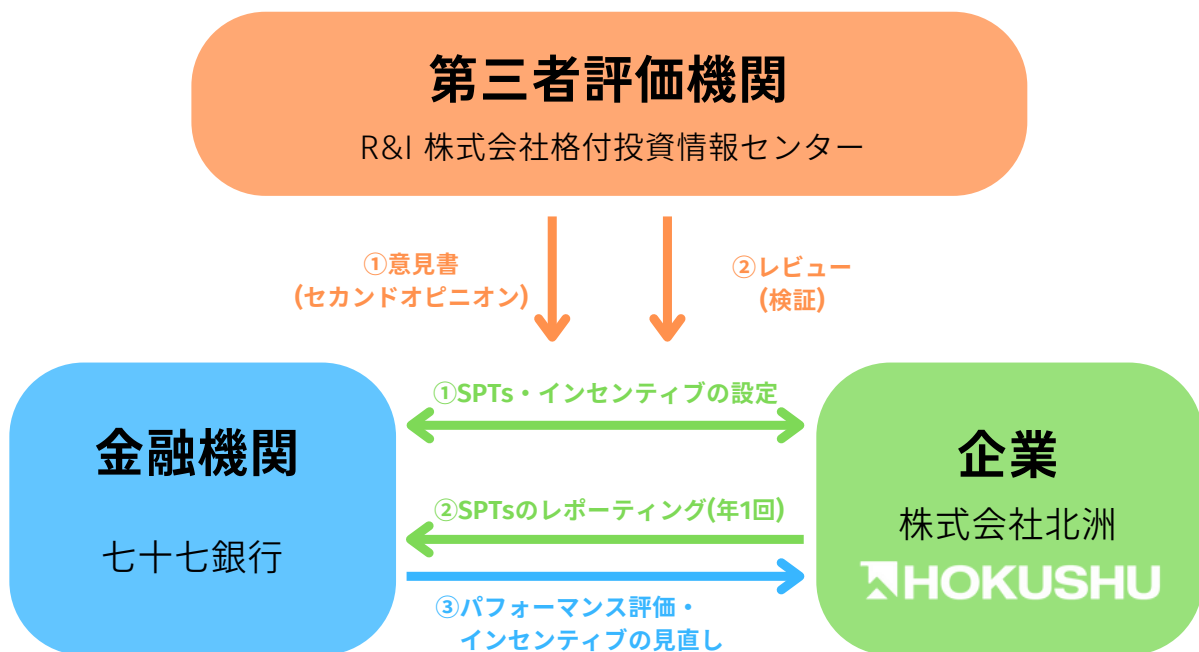 第三者評価機関
R&I 株式会社格付投資情報センター
①意見書
(セカンドオピニオン)
②レビュー
(検証)
①SPTs・インセンティブの設定
金融機関
七十七銀行
企業
株式会社北洲
HOKUSHU
②SPTsのレポーティング(年1回)
③パフォーマンス評価・
インセンティブの見直し